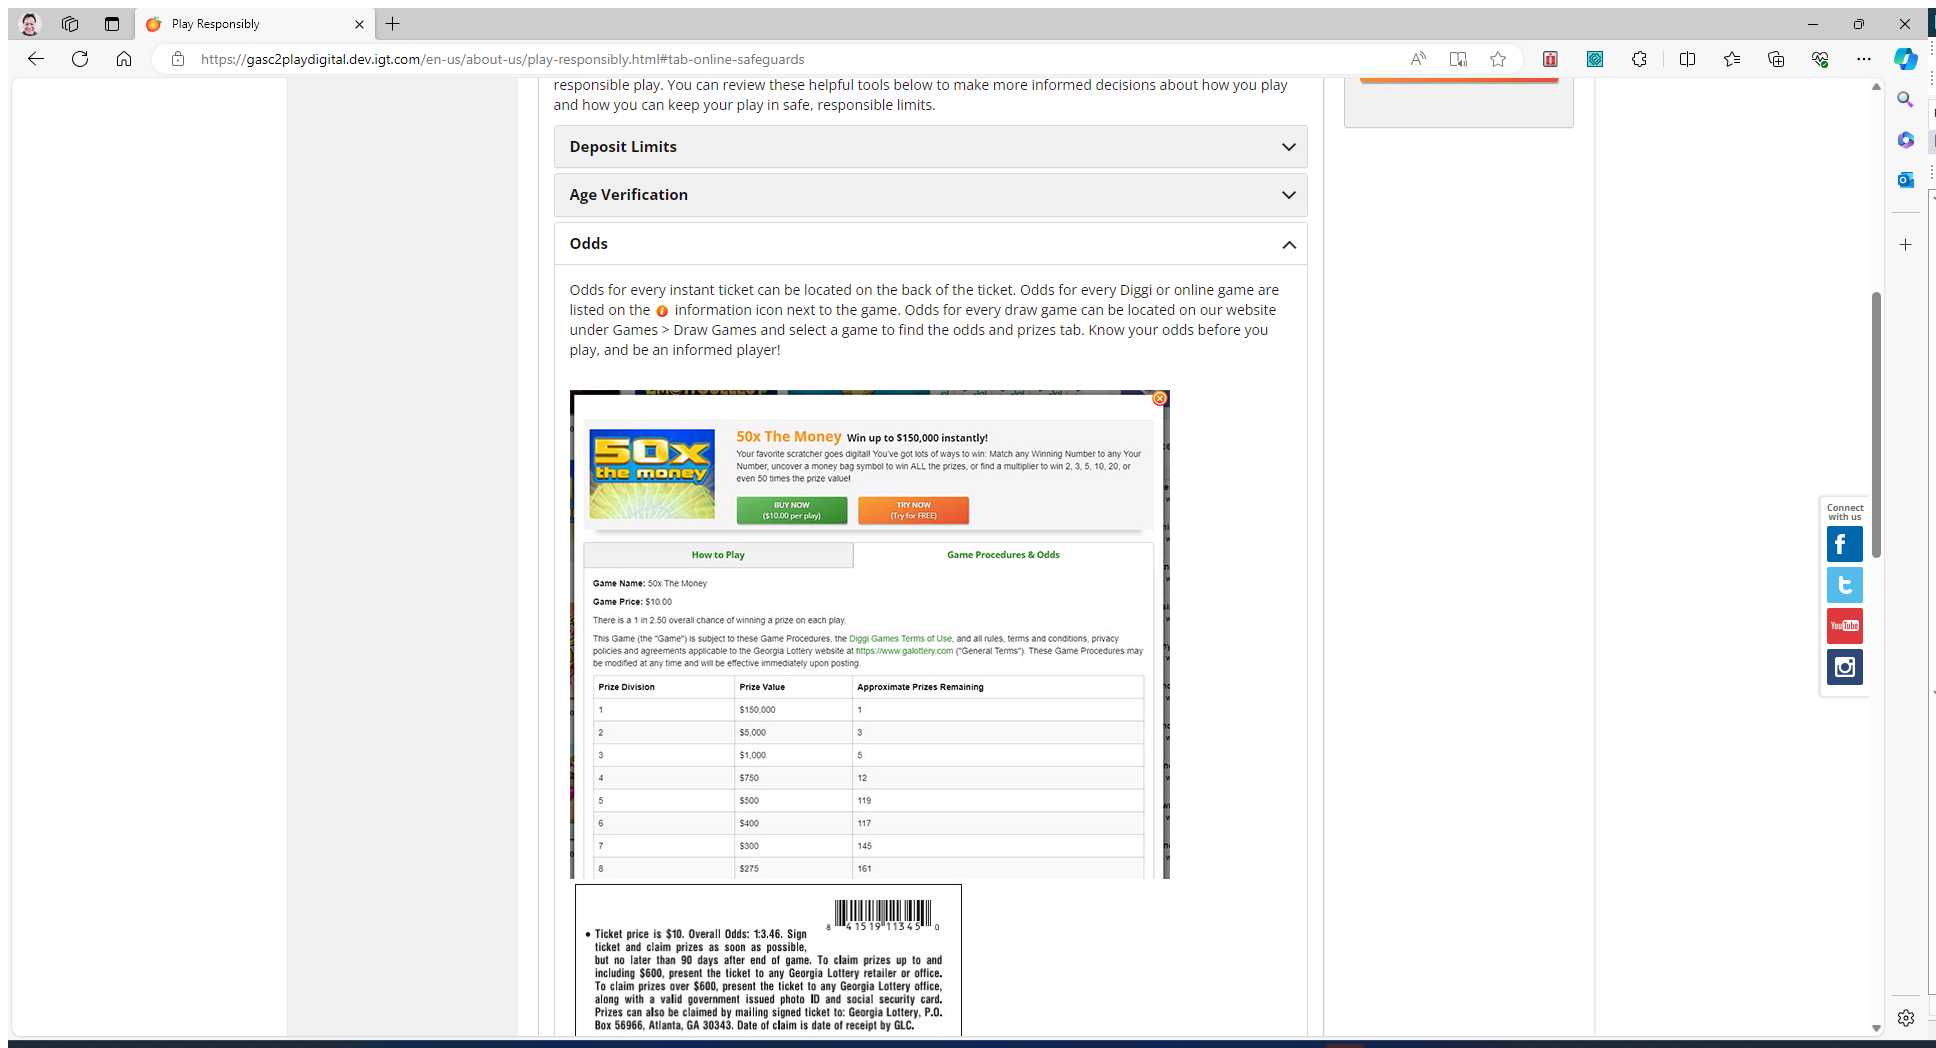 Play Responsibly
https://gasc2playdigital.dev.igt.com/en-us/about-us/play-responsibly.html#tab-online-safeguards
responsible play. You can review these helpful tools below to make more informed decisions about how you play
and how you can keep your play in safe, responsible limits.
Deposit Limits
Age Verification
Odds
Odds for every instant ticket can be located on the back of the ticket. Odds for every Diggi or online game are
listed on the information icon next to the game. Odds for every draw game can be located on our website
under Games > Draw Games and select a game to find the odds and prizes tab. Know your odds before you
play, and be an informed player!
50x
the money
50x The Money Win up to $150,000 instantly!
Your favorite scratcher goes digital! You've got lots of ways to win: Match any Winning Number to any Your
Number, uncover a money bag symbol to win ALL the prizes, or find a multiplier to win 2, 3, 5, 10, 20, or
even 50 times the prize value!
BUY NOW
($10.00 per play)
TRY NOW
(Try for FREE)
How to Play
Game Procedures & Odds
Game Name: 50x The Money
Game Price: $10.00
There is a 1 in 2.50 overall chance of winning a prize on each play.
This Game (the "Game") is subject to these Game Procedures, the Diggi Games Terms of Use, and all rules, terms and conditions, privacy
policies and agreements applicable to the Georgia Lottery website at https://www.galottery.com ("General Terms"). These Game Procedures may
be modified at any time and will be effective immediately upon posting.
Prize Division Prize Value Approximate Prizes Remaining
1 $150,000 1
2 $5,000 3
3 $1,000 5
4 $750 12
5 $500 119
6 $400 117
7 $300 145
8 $275 161
8 41519 11345 0
• Ticket price is $10. Overall Odds: 1:3.46. Sign
ticket and claim prizes as soon as possible,
but no later than 90 days after end of game. To claim prizes up to and
including $600, present the ticket to any Georgia Lottery retailer or office.
To claim prizes over $600, present the ticket to any Georgia Lottery office,
along with a valid government issued photo ID and social security card.
Prizes can also be claimed by mailing signed ticket to: Georgia Lottery, P.O.
Box 56966, Atlanta, GA 30343. Date of claim is date of receipt by GLC.
Connect
with us
YouTube